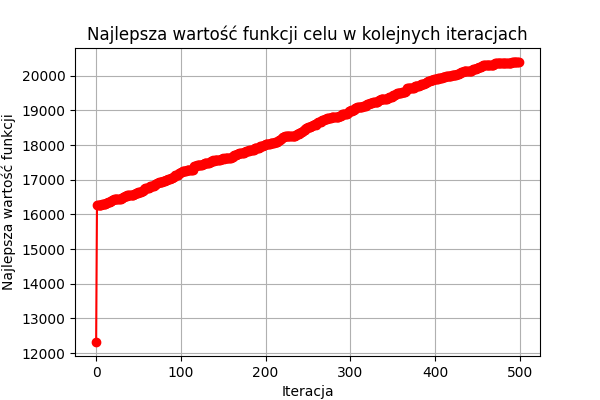 Najlepsza wartość funkcji celu w kolejnych iteracjach
Najlepsza wartość funkcji
20000
19000
18000
17000
16000
15000
14000
13000
12000
0 100 200 300 400 500
Iteracja